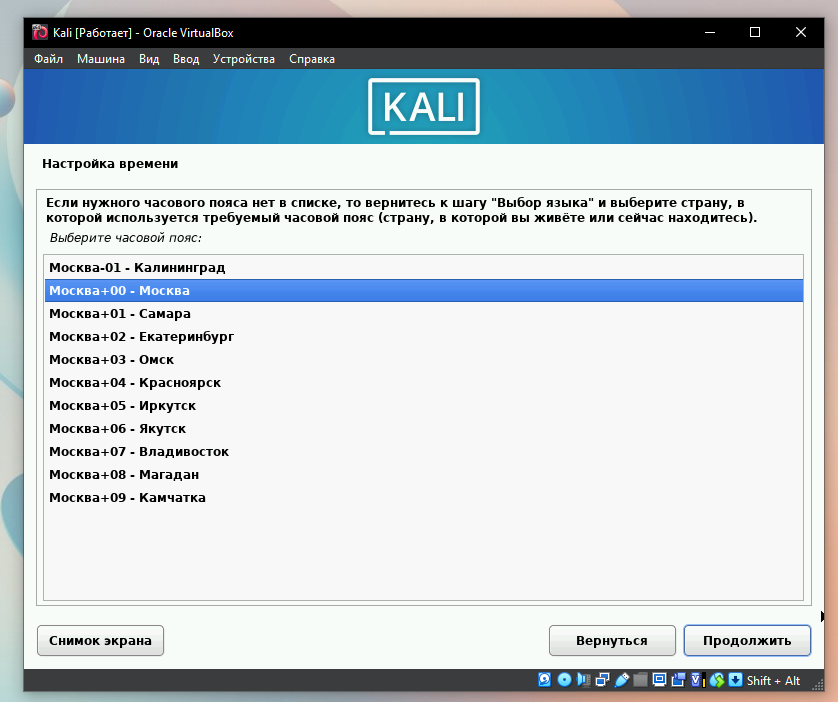 Kali [Работает] - Oracle VirtualBox
Файл Машина Вид Ввод Устройства Справка
KALI
Настройка времени
Если нужного часового пояса нет в списке, то вернитесь к шагу "Выбор языка" и выберите страну, в
которой используется требуемый часовой пояс (страну, в которой вы живёте или сейчас находитесь).
Выберите часовой пояс:
Москва-01 - Калининград
Москва+00 - Москва
Москва+01 - Самара
Москва+02 - Екатеринбург
Москва+03 - Омск
Москва+04 - Красноярск
Москва+05 - Иркутск
Москва+06 - Якутск
Москва+07 - Владивосток
Москва+08 - Магадан
Москва+09 - Камчатка
Снимок экрана Вернуться Продолжить
Shift + Alt